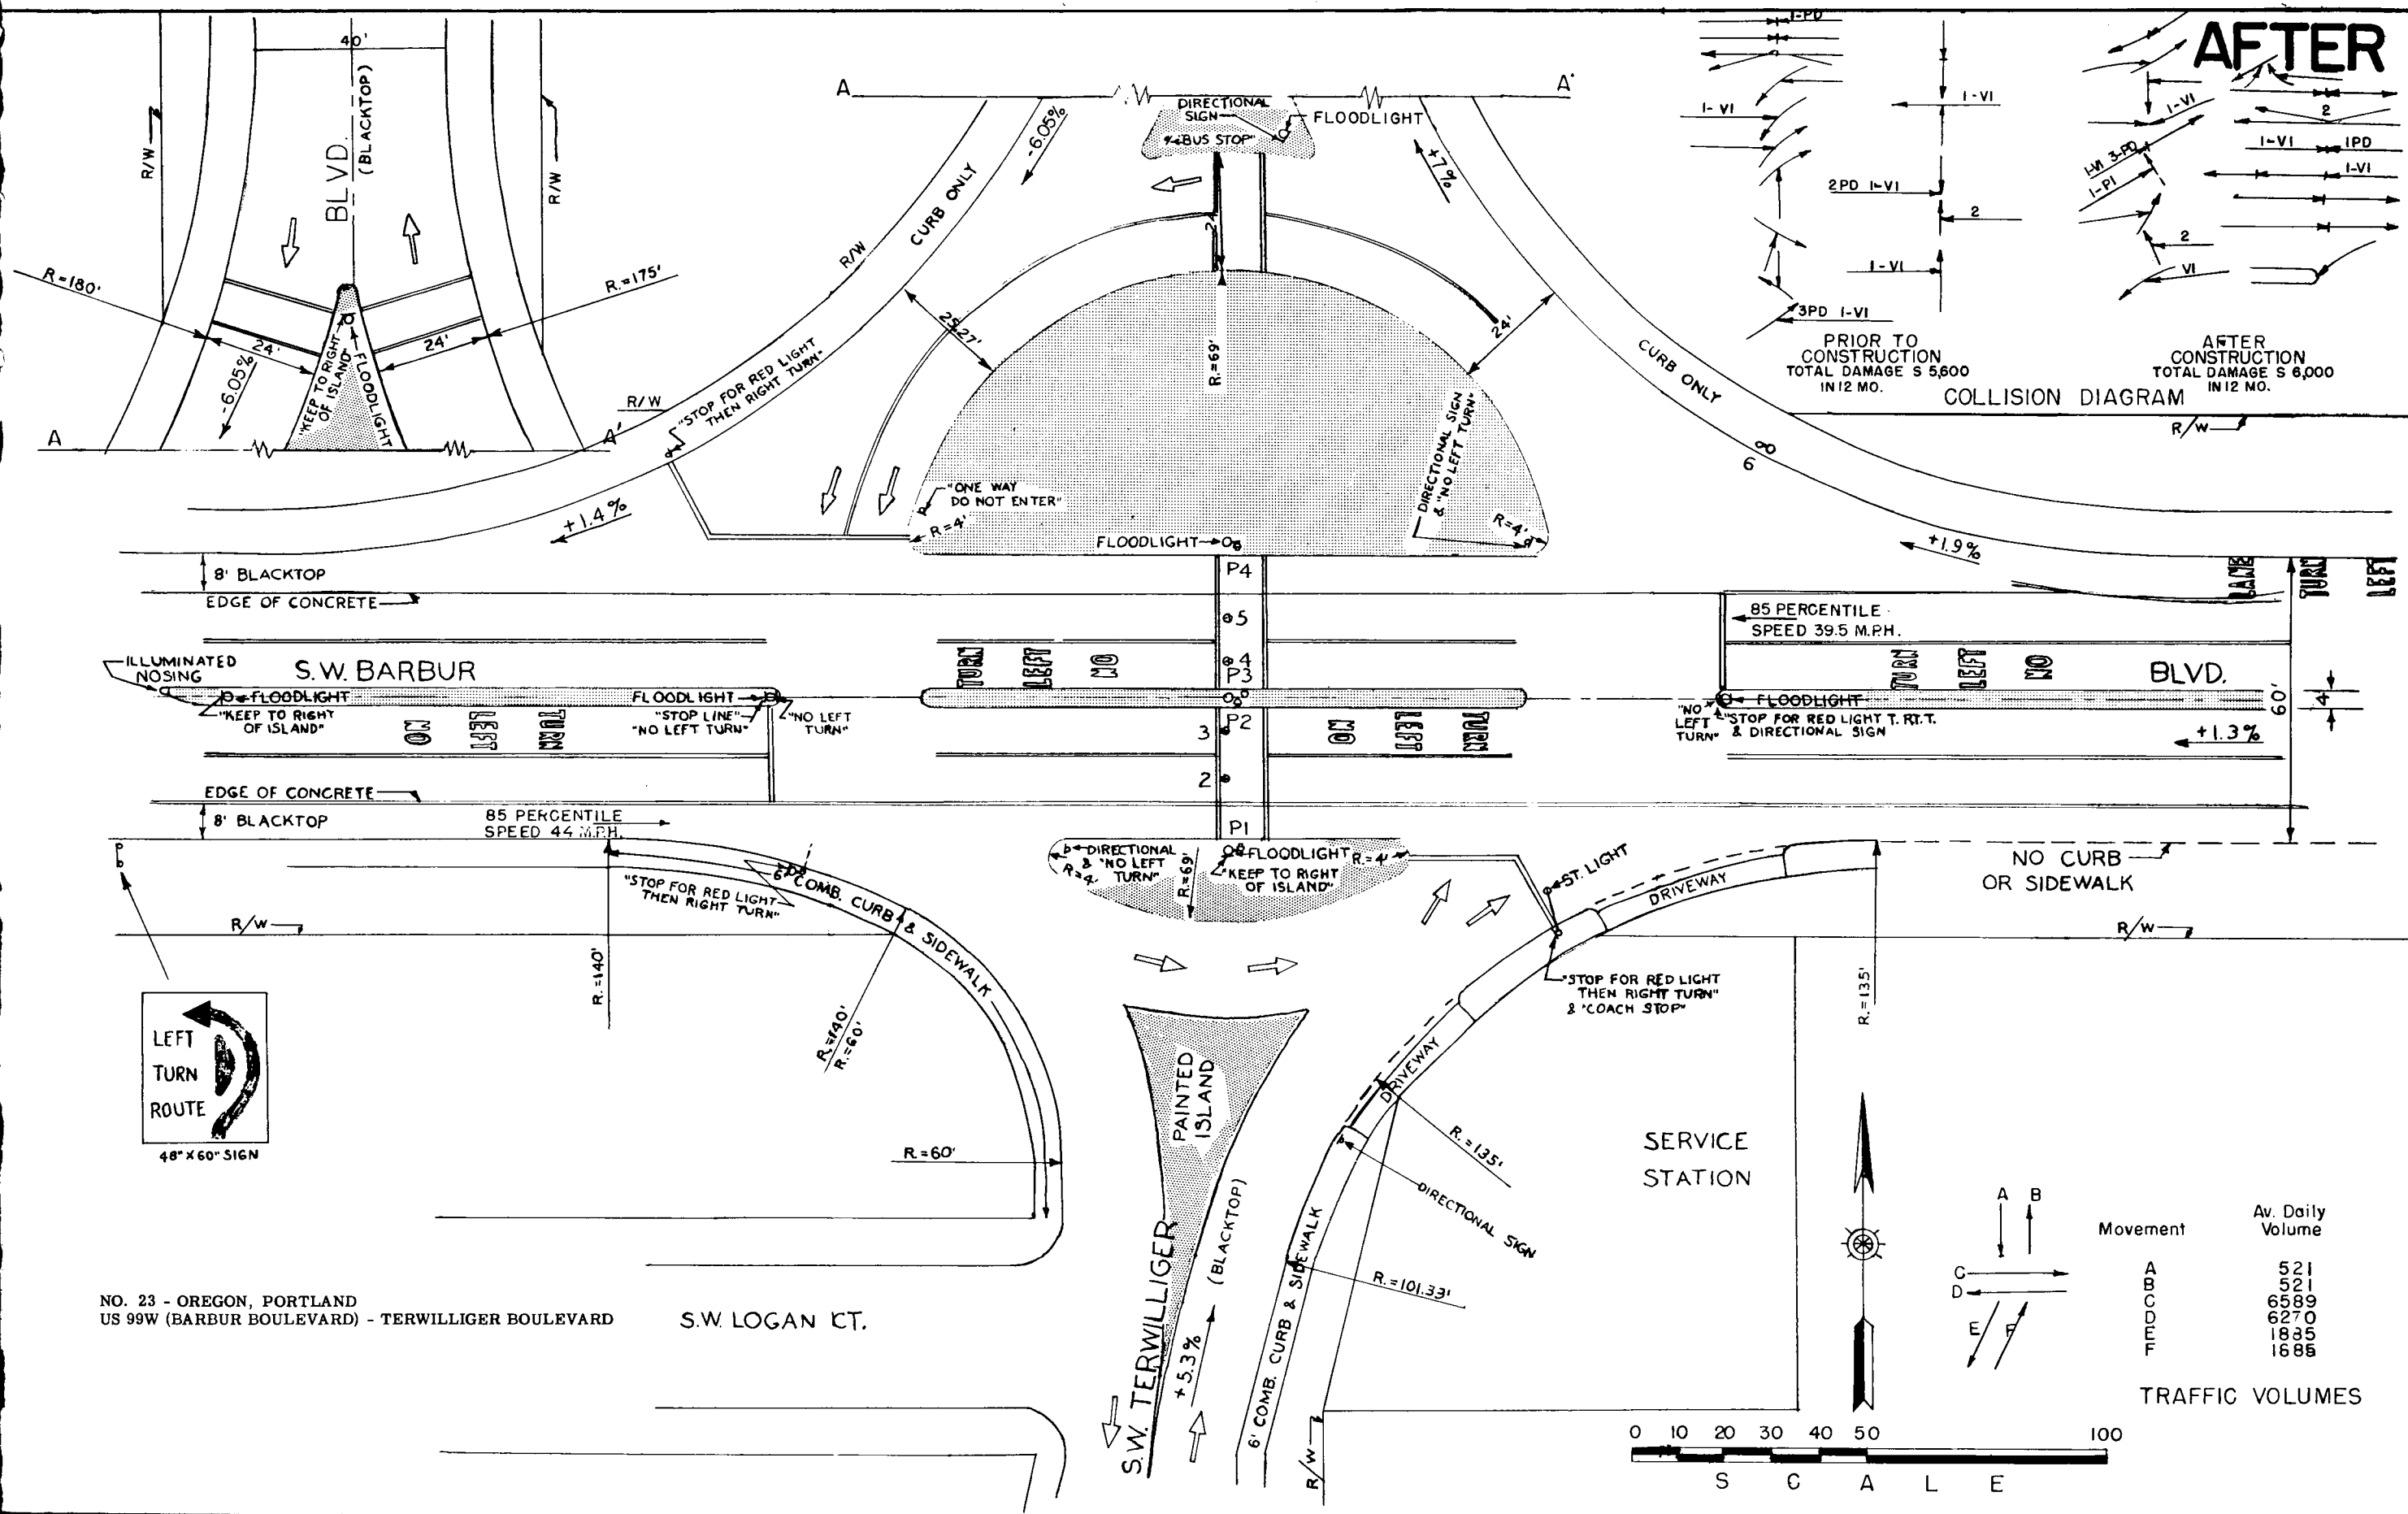 AFTER
40'
BLVD.
(BLACKTOP)
R/W
R/W
R.=180'
R.=175'
24'
24'
-6.05%
"KEEP TO RIGHT
OF ISLAND"
FLOODLIGHT
A
A'
A
A'
-6.05%
DIRECTIONAL
SIGN
FLOODLIGHT
"BUS STOP"
+7%
CURB ONLY
R/W
25.27'
R.=69'
24'
CURB ONLY
6
R/W
"STOP FOR RED LIGHT
THEN RIGHT TURN"
"ONE WAY
DO NOT ENTER"
R=4'
DIRECTIONAL SIGN
& "NO LEFT TURN"
R=4'
FLOODLIGHT
+1.4%
+1.9%
1-PD
1-VI
1-VI
2PD 1-VI
2
1-VI
3PD 1-VI
PRIOR TO
CONSTRUCTION
TOTAL DAMAGE $ 5,600
IN 12 MO.
1-VI
2
1-VI
1PD
1-VI 3-PD
1-PI
1-VI
2
VI
AFTER
CONSTRUCTION
TOTAL DAMAGE $ 6,000
IN 12 MO.
COLLISION DIAGRAM
R/W
8' BLACKTOP
EDGE OF CONCRETE
P4
5
4
P3
P2
3
2
P1
85 PERCENTILE
SPEED 39.5 M.P.H.
LANE
TURN
LEFT
ILLUMINATED
NOSING
S.W. BARBUR
BLVD.
FLOODLIGHT
"KEEP TO RIGHT
OF ISLAND"
FLOODLIGHT
"STOP LINE"
"NO LEFT TURN"
"NO LEFT
TURN"
TURN
LEFT
NO
NO
LEFT
TURN
NO
LEFT
TURN
TURN
LEFT
NO
FLOODLIGHT
"NO
LEFT
TURN"
"STOP FOR RED LIGHT T. RT. T.
& DIRECTIONAL SIGN
60'
4'
+1.3%
EDGE OF CONCRETE
8' BLACKTOP
85 PERCENTILE
SPEED 44 M.P.H.
DIRECTIONAL
& "NO LEFT
TURN"
R=4'
R.=69'
FLOODLIGHT
R.=4'
"KEEP TO RIGHT
OF ISLAND"
ST. LIGHT
DRIVEWAY
NO CURB
OR SIDEWALK
R/W
"STOP FOR RED LIGHT
THEN RIGHT TURN"
6' COMB. CURB & SIDEWALK
R/W
R.=140'
R.=140'
R.=60'
R.=60'
"STOP FOR RED LIGHT
THEN RIGHT TURN"
& "COACH STOP"
R.=135'
DRIVEWAY
R.=135'
LEFT
TURN
ROUTE
48" X 60" SIGN
PAINTED
ISLAND
DIRECTIONAL SIGN
R.=101.33'
SERVICE
STATION
6' COMB. CURB & SIDEWALK
R/W
S.W. TERWILLIGER
(BLACKTOP)
+5.3%
NO. 23 - OREGON, PORTLAND
US 99W (BARBUR BOULEVARD) - TERWILLIGER BOULEVARD
S.W. LOGAN CT.
A B
C
D
E F
Movement Av. Daily Volume
A 521
B 521
C 6589
D 6270
E 1835
F 1685
TRAFFIC VOLUMES
0 10 20 30 40 50 100
SCALE